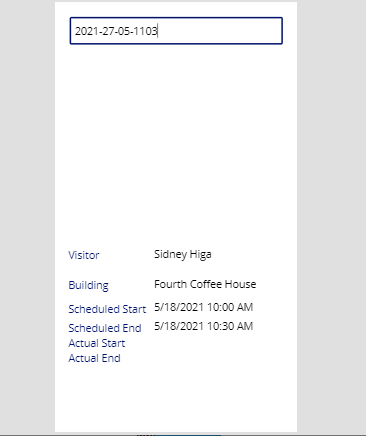 2021-27-05-1103
Visitor Sidney Higa
Building Fourth Coffee House
Scheduled Start 5/18/2021 10:00 AM
Scheduled End 5/18/2021 10:30 AM
Actual Start
Actual End